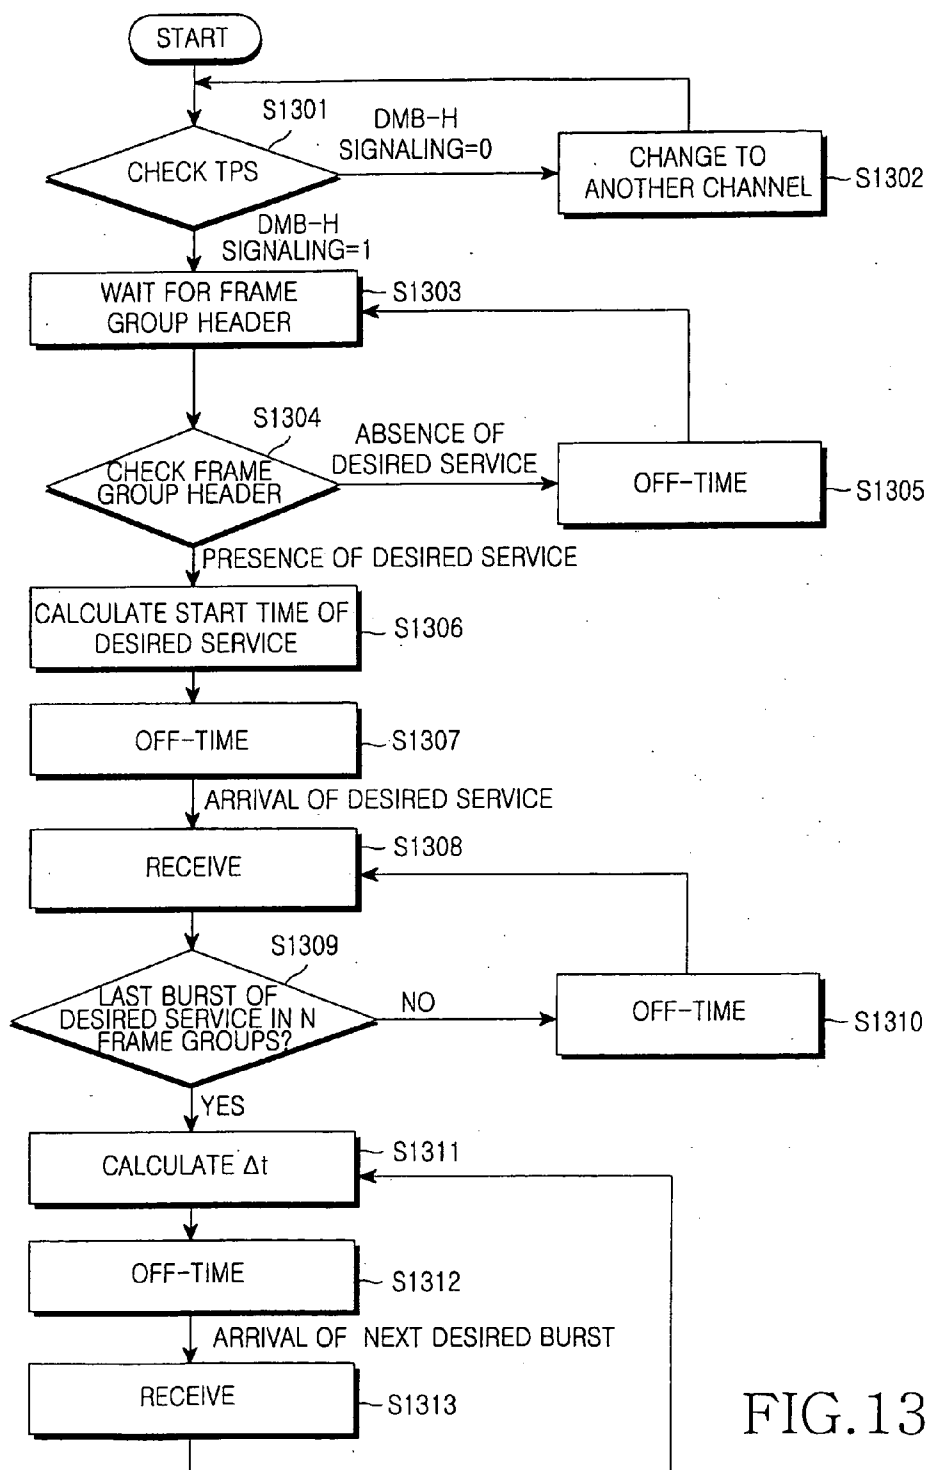 START
S1301
CHECK TPS
DMB-H
SIGNALING=0
CHANGE TO
ANOTHER CHANNEL
S1302
DMB-H
SIGNALING=1
WAIT FOR FRAME
GROUP HEADER
S1303
S1304
CHECK FRAME
GROUP HEADER
ABSENCE OF
DESIRED SERVICE
OFF-TIME
S1305
PRESENCE OF DESIRED SERVICE
CALCULATE START TIME OF
DESIRED SERVICE
S1306
OFF-TIME
S1307
ARRIVAL OF DESIRED SERVICE
RECEIVE
S1308
S1309
LAST BURST OF
DESIRED SERVICE IN N
FRAME GROUPS?
NO
OFF-TIME
S1310
YES
CALCULATE Δt
S1311
OFF-TIME
S1312
ARRIVAL OF NEXT DESIRED BURST
RECEIVE
S1313
FIG.13